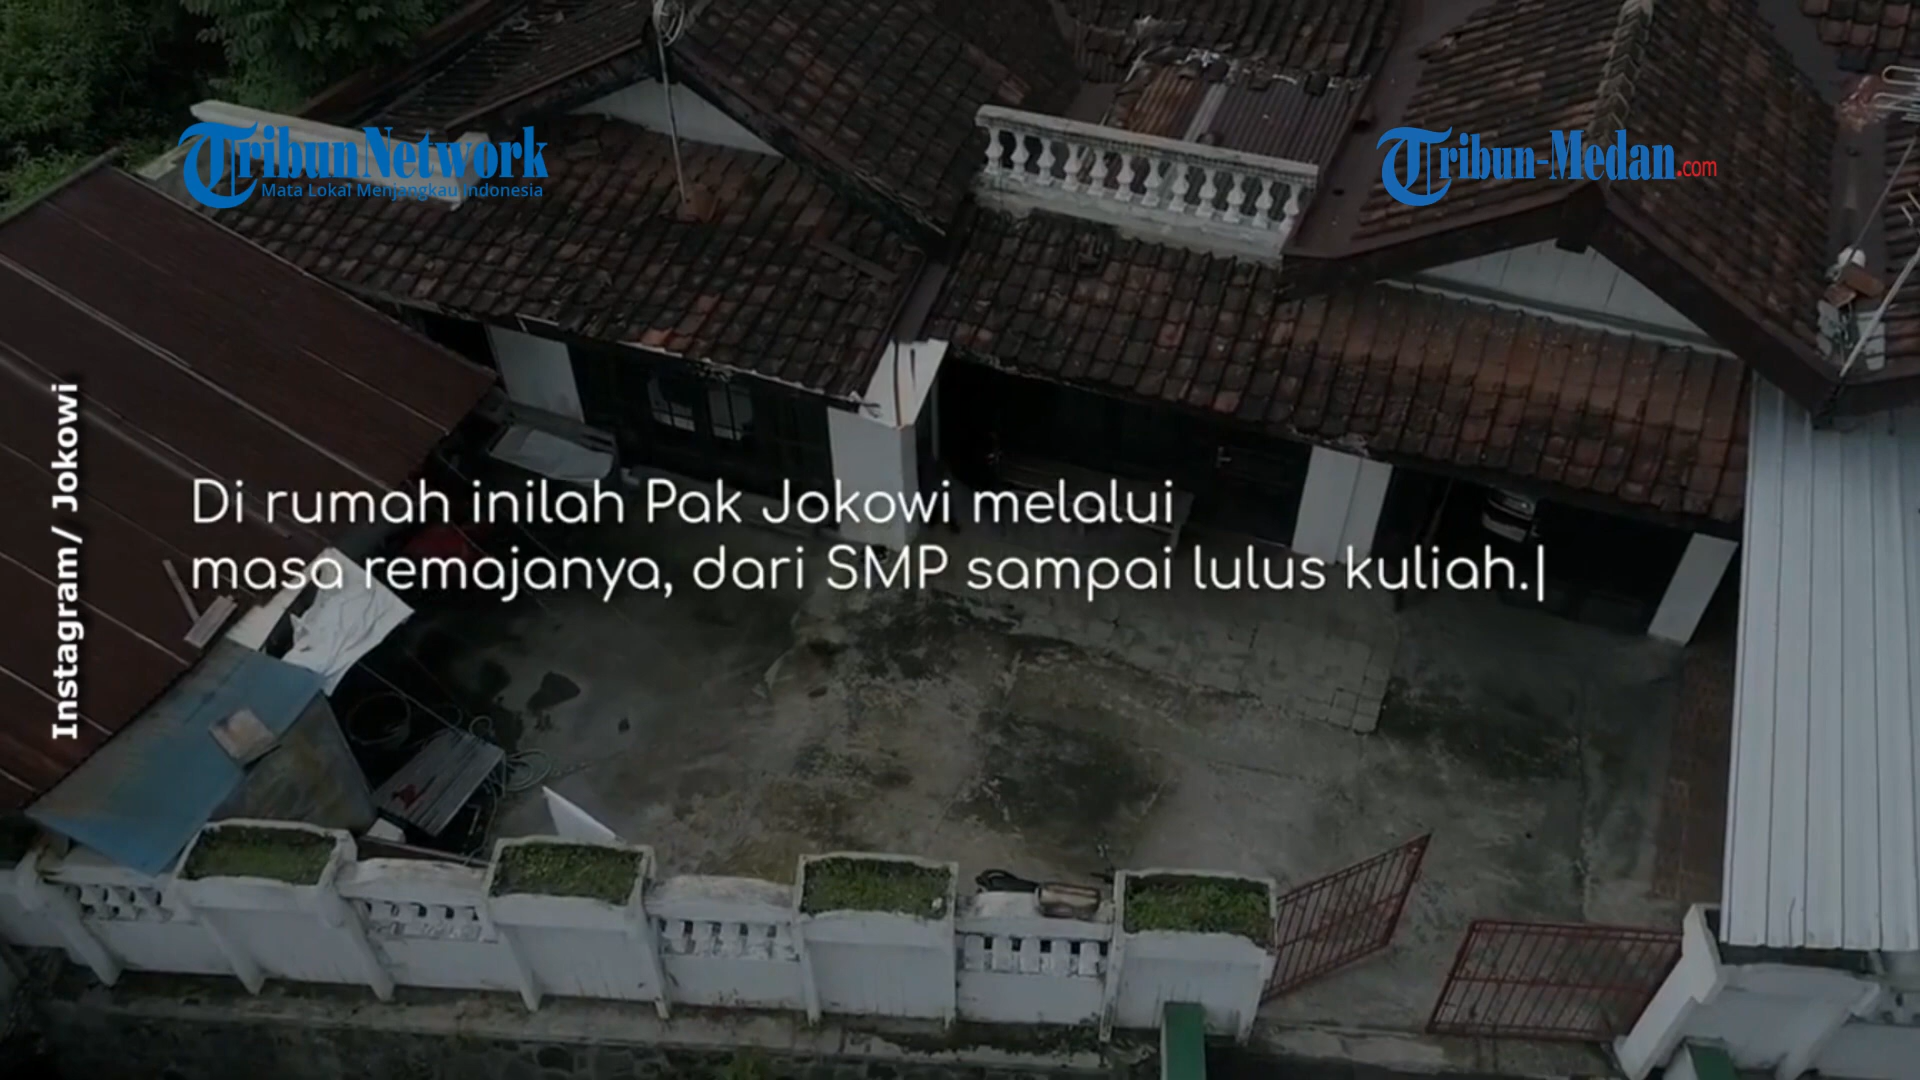 TribunNetwork
Mata Lokal Menjangkau Indonesia
Tribun-Medan.com
Instagram/ Jokowi
Di rumah inilah Pak Jokowi melalui
masa remajanya, dari SMP sampai lulus kuliah.|